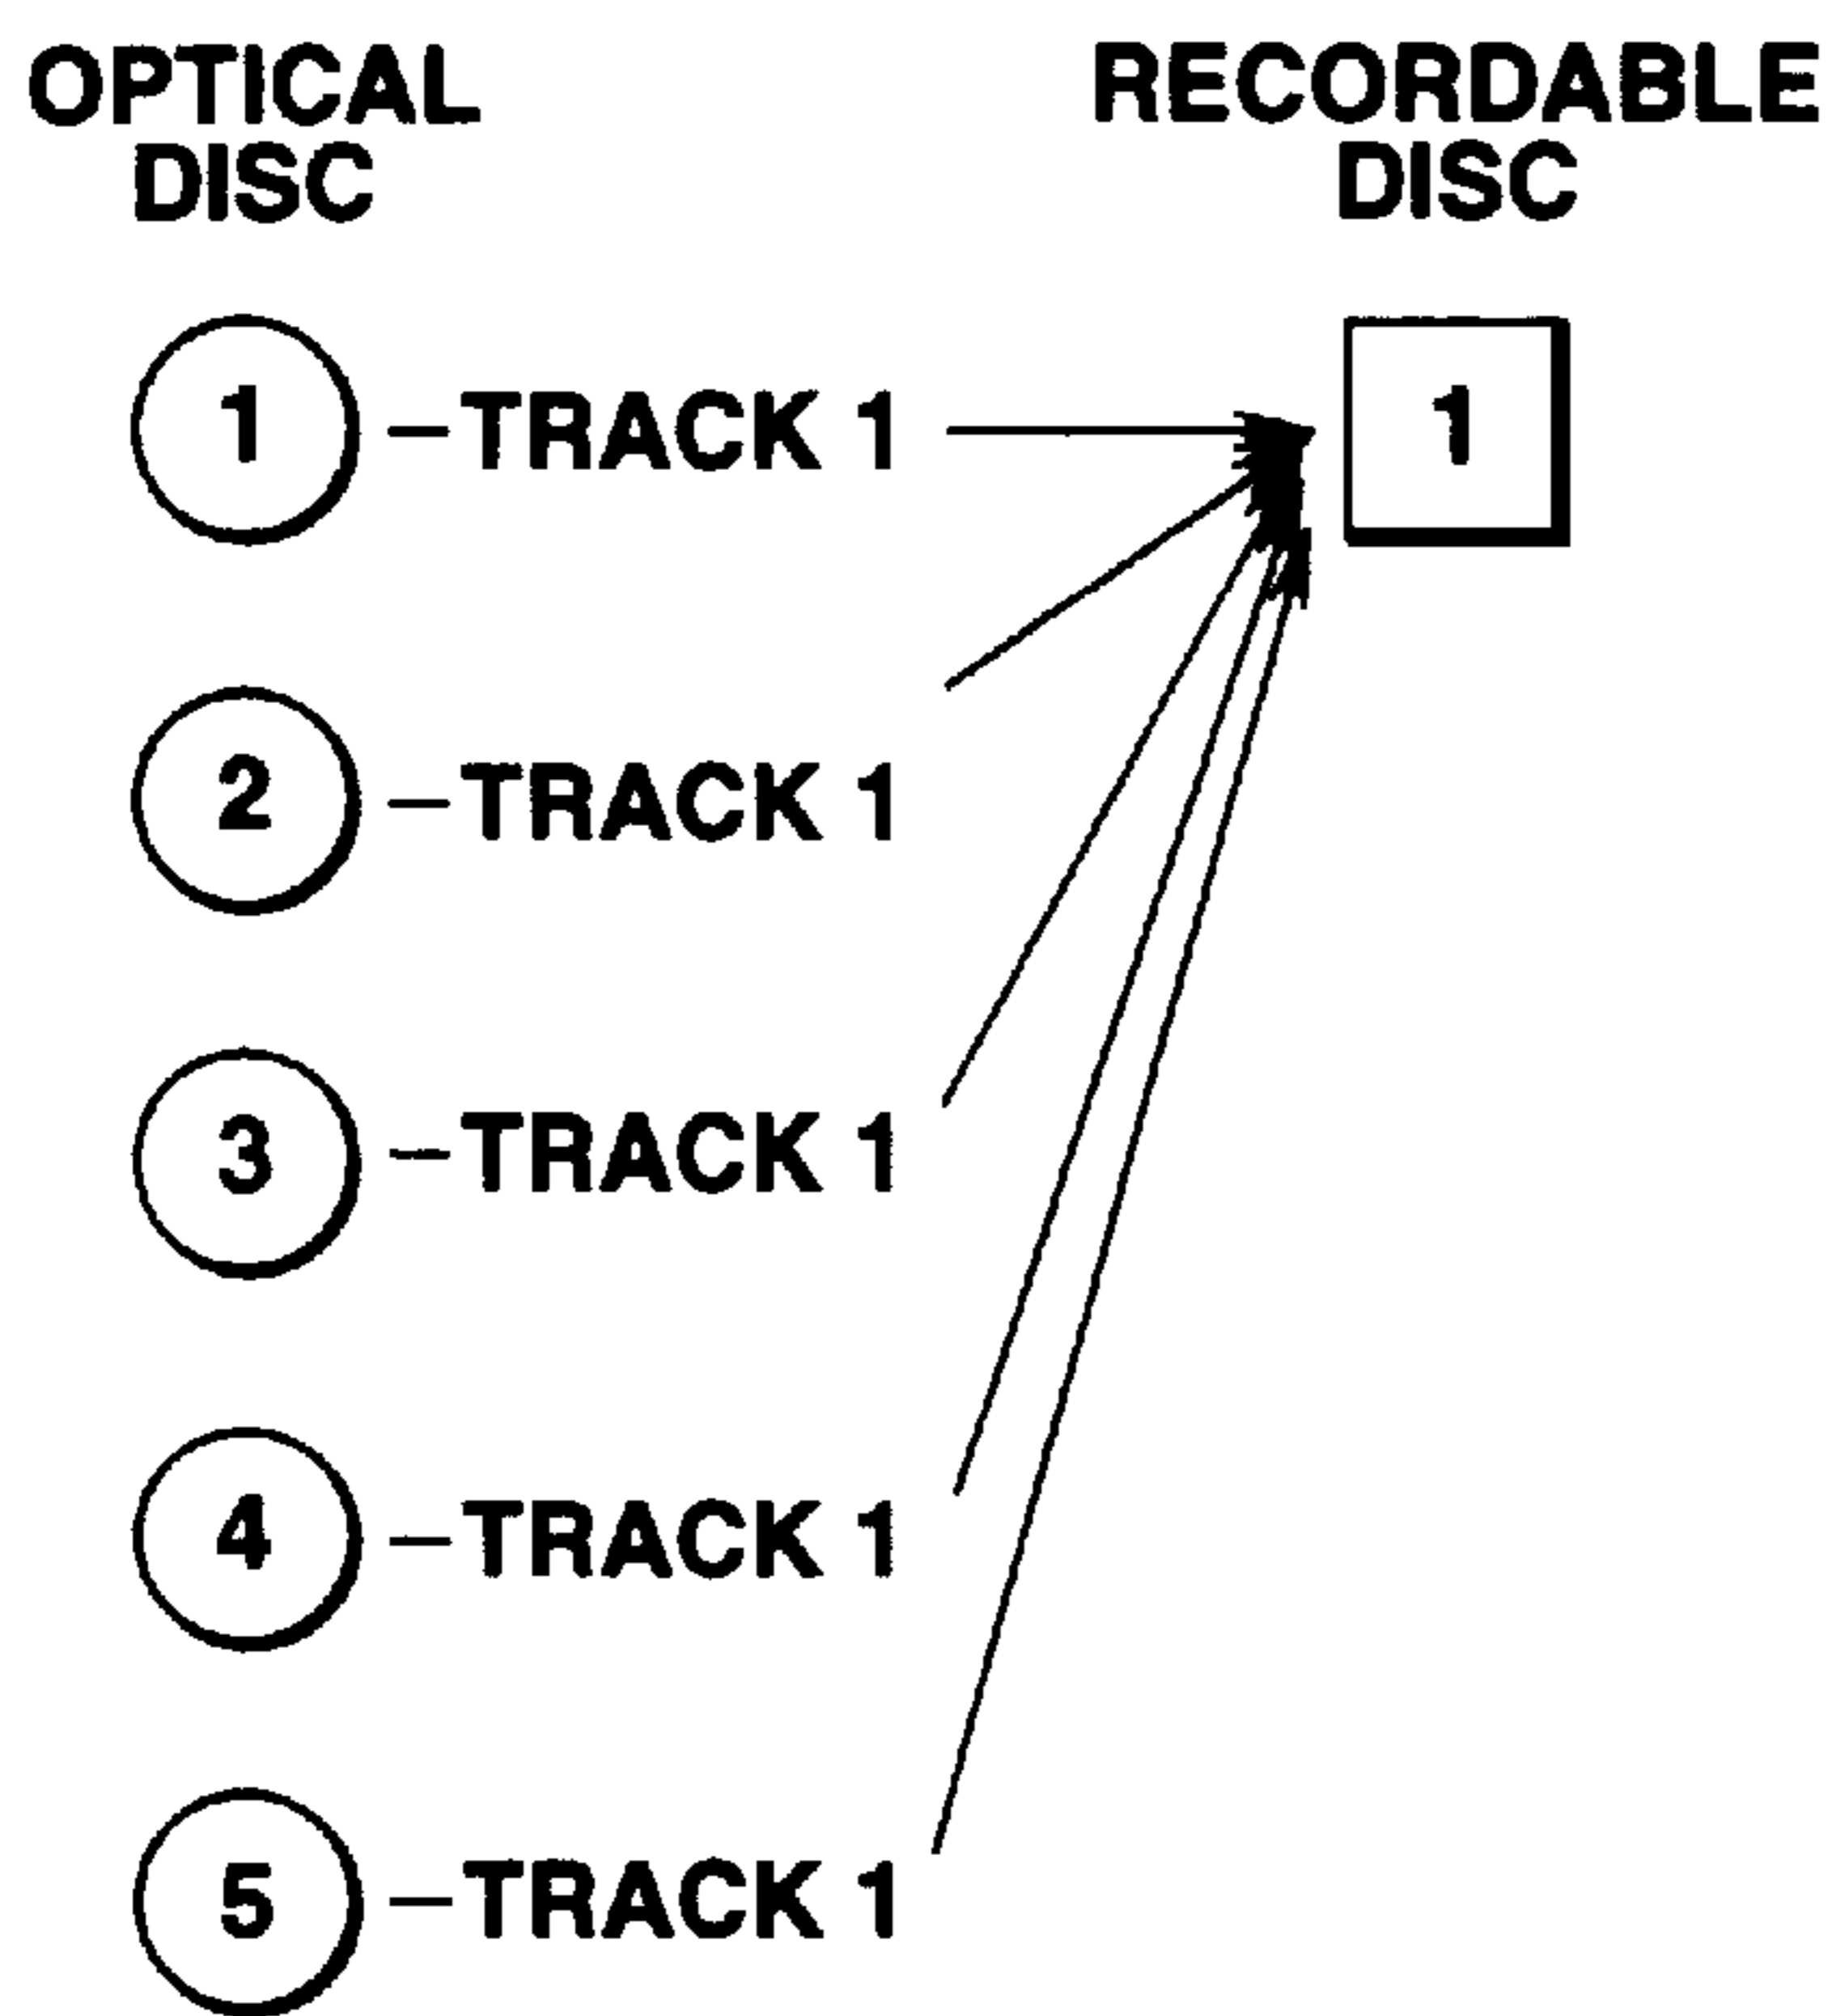 OPTICAL
DISC
RECORDABLE
DISC
1 –TRACK 1
1
2 –TRACK 1
3 –TRACK 1
4 –TRACK 1
5 –TRACK 1